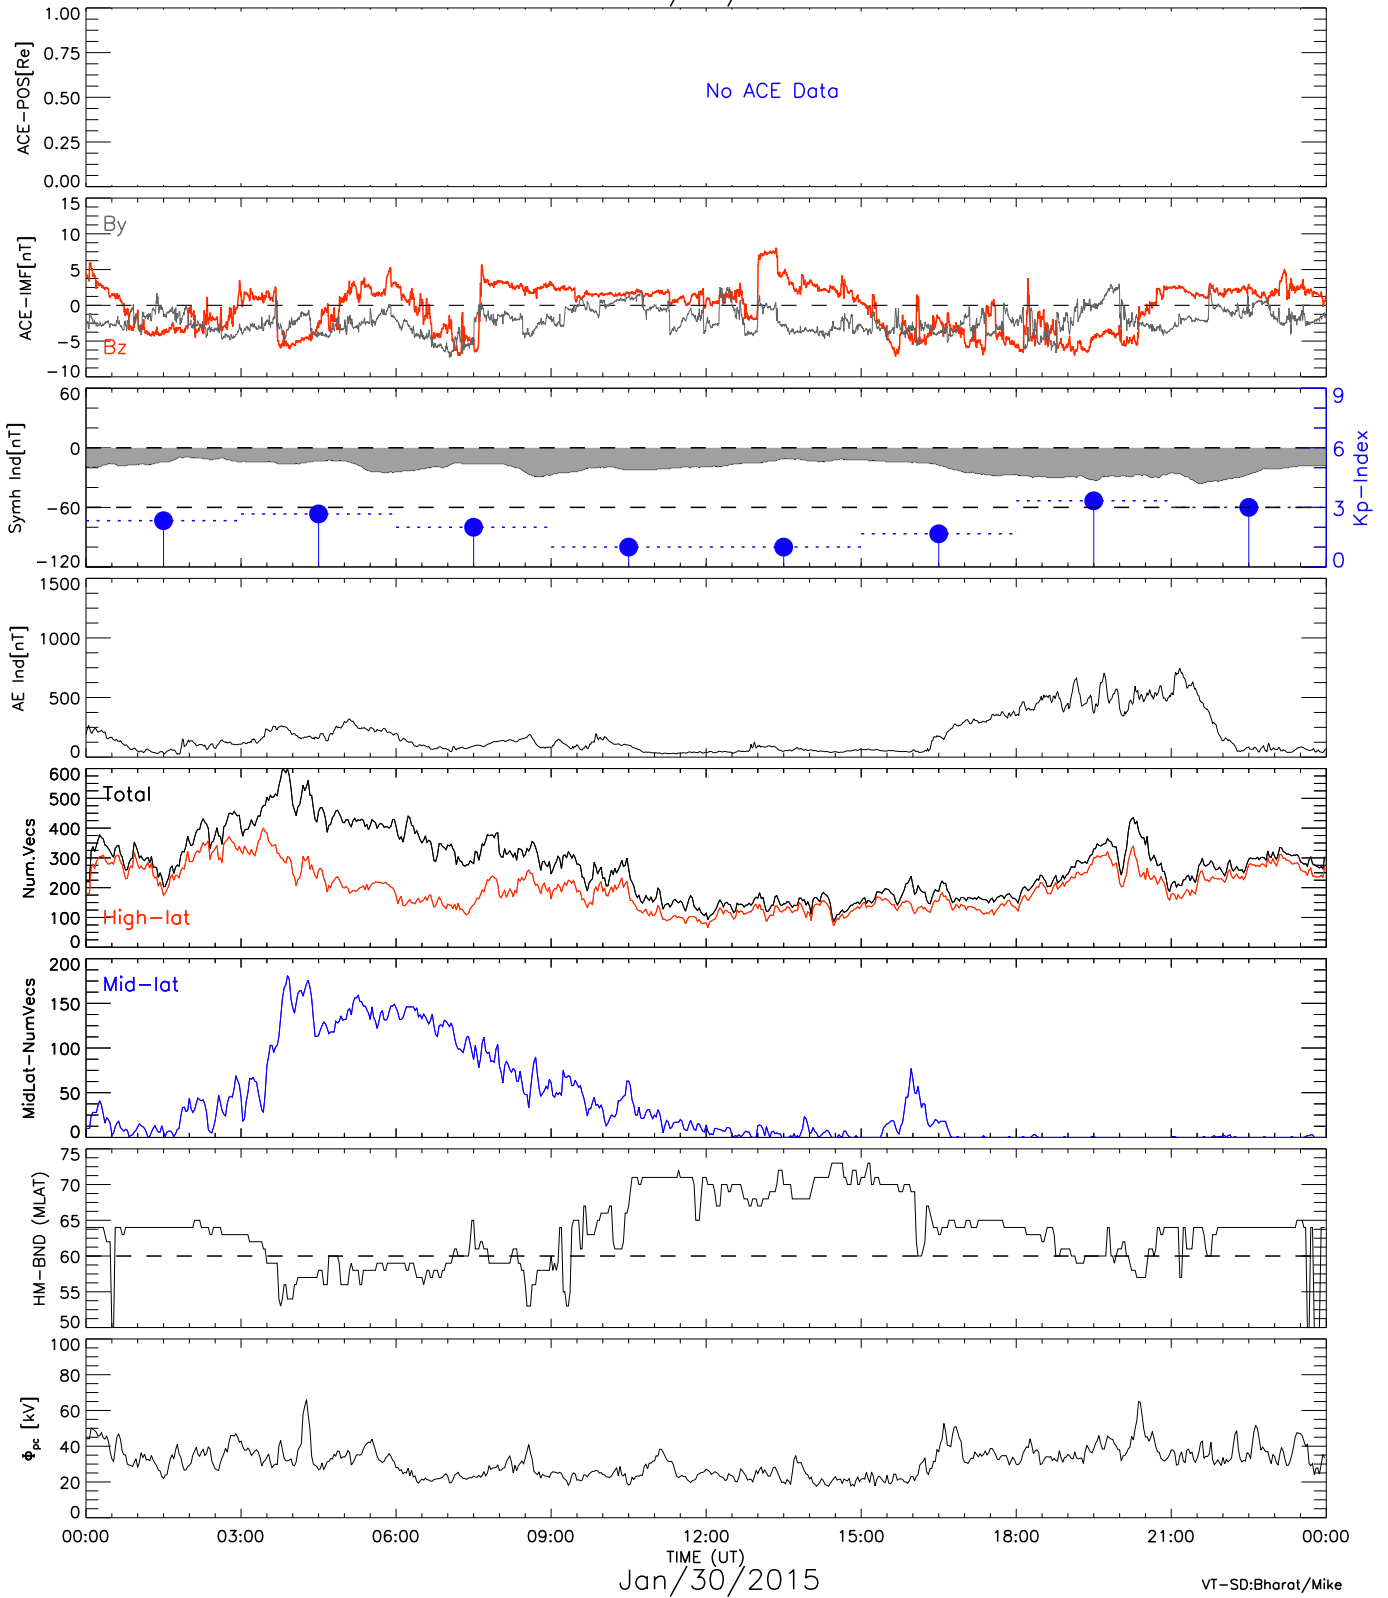 1.00
0.75
0.50
0.25
0.00
ACE-POS[Re]
No ACE Data
15
10
5
0
-5
-10
ACE-IMF[nT]
By
Bz
60
0
-60
-120
Symh Ind[nT]
9
6
3
0
Kp-Index
1500
1000
500
0
AE Ind[nT]
600
500
400
300
200
100
0
Num.Vecs
Total
High-lat
200
150
100
50
0
MidLat-NumVecs
Mid-lat
75
70
65
60
55
50
HM-BND (MLAT)
100
80
60
40
20
0
Φpc [kV]
00:00 03:00 06:00 09:00 12:00 15:00 18:00 21:00 00:00
TIME (UT)
Jan/30/2015
VT-SD:Bharat/Mike